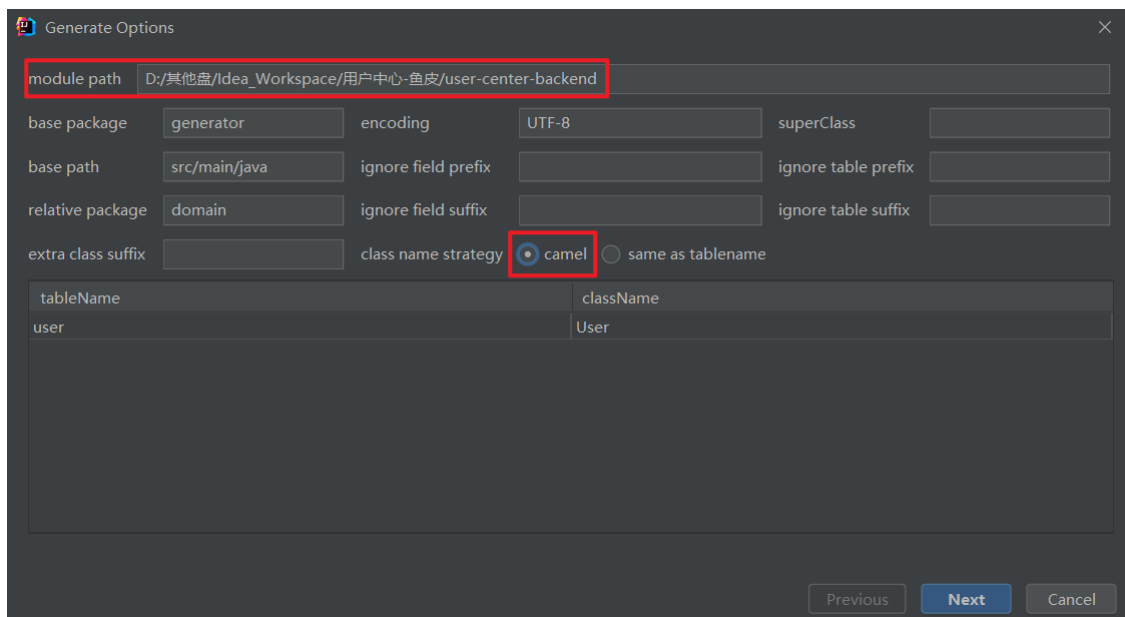 Generate Options
module path D:/其他盘/Idea_Workspace/用户中心-鱼皮/user-center-backend
base package generator encoding UTF-8 superClass
base path src/main/java ignore field prefix ignore table prefix
relative package domain ignore field suffix ignore table suffix
extra class suffix class name strategy camel same as tablename
tableName className
user User
Previous Next Cancel